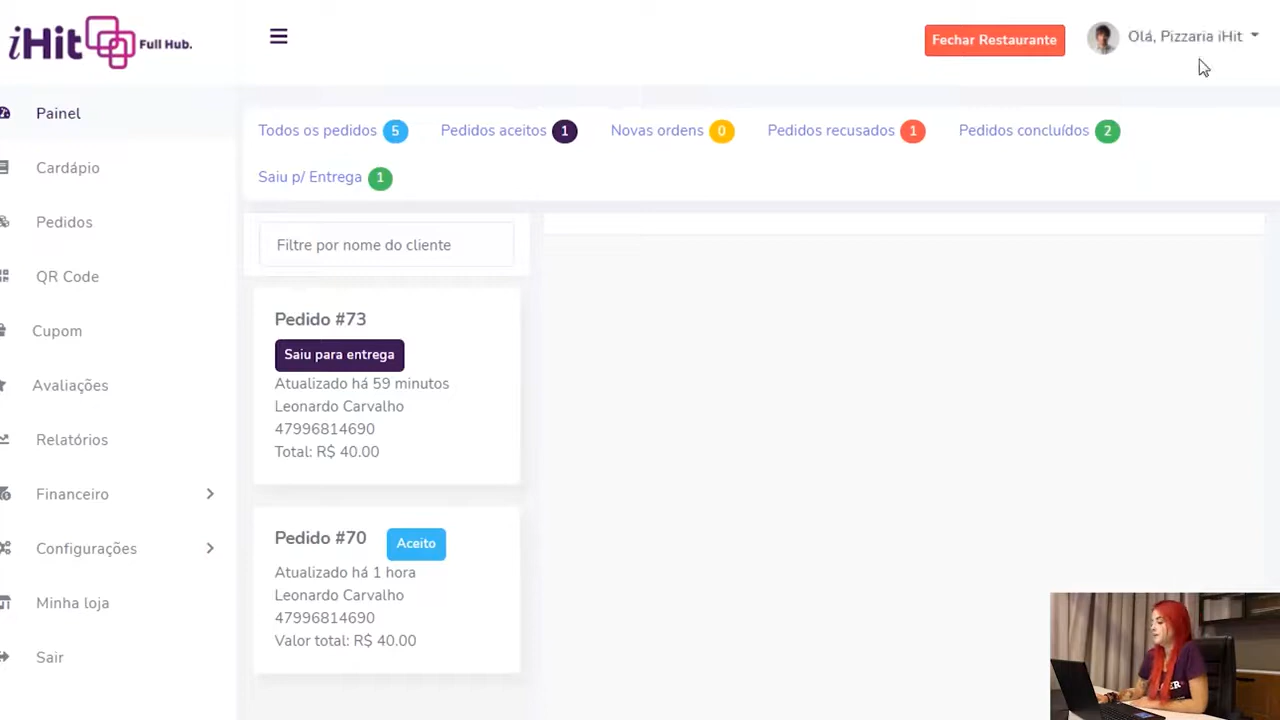 iHit Full Hub.
Fechar Restaurante
Olá, Pizzaria iHit
Painel
Cardápio
Pedidos
QR Code
Cupom
Avaliações
Relatórios
Financeiro
Configurações
Minha loja
Sair
Todos os pedidos 5
Pedidos aceitos 1
Novas ordens 0
Pedidos recusados 1
Pedidos concluídos 2
Saiu p/ Entrega 1
Filtre por nome do cliente
Pedido #73
Saiu para entrega
Atualizado há 59 minutos
Leonardo Carvalho
47996814690
Total: R$ 40.00
Pedido #70 Aceito
Atualizado há 1 hora
Leonardo Carvalho
47996814690
Valor total: R$ 40.00